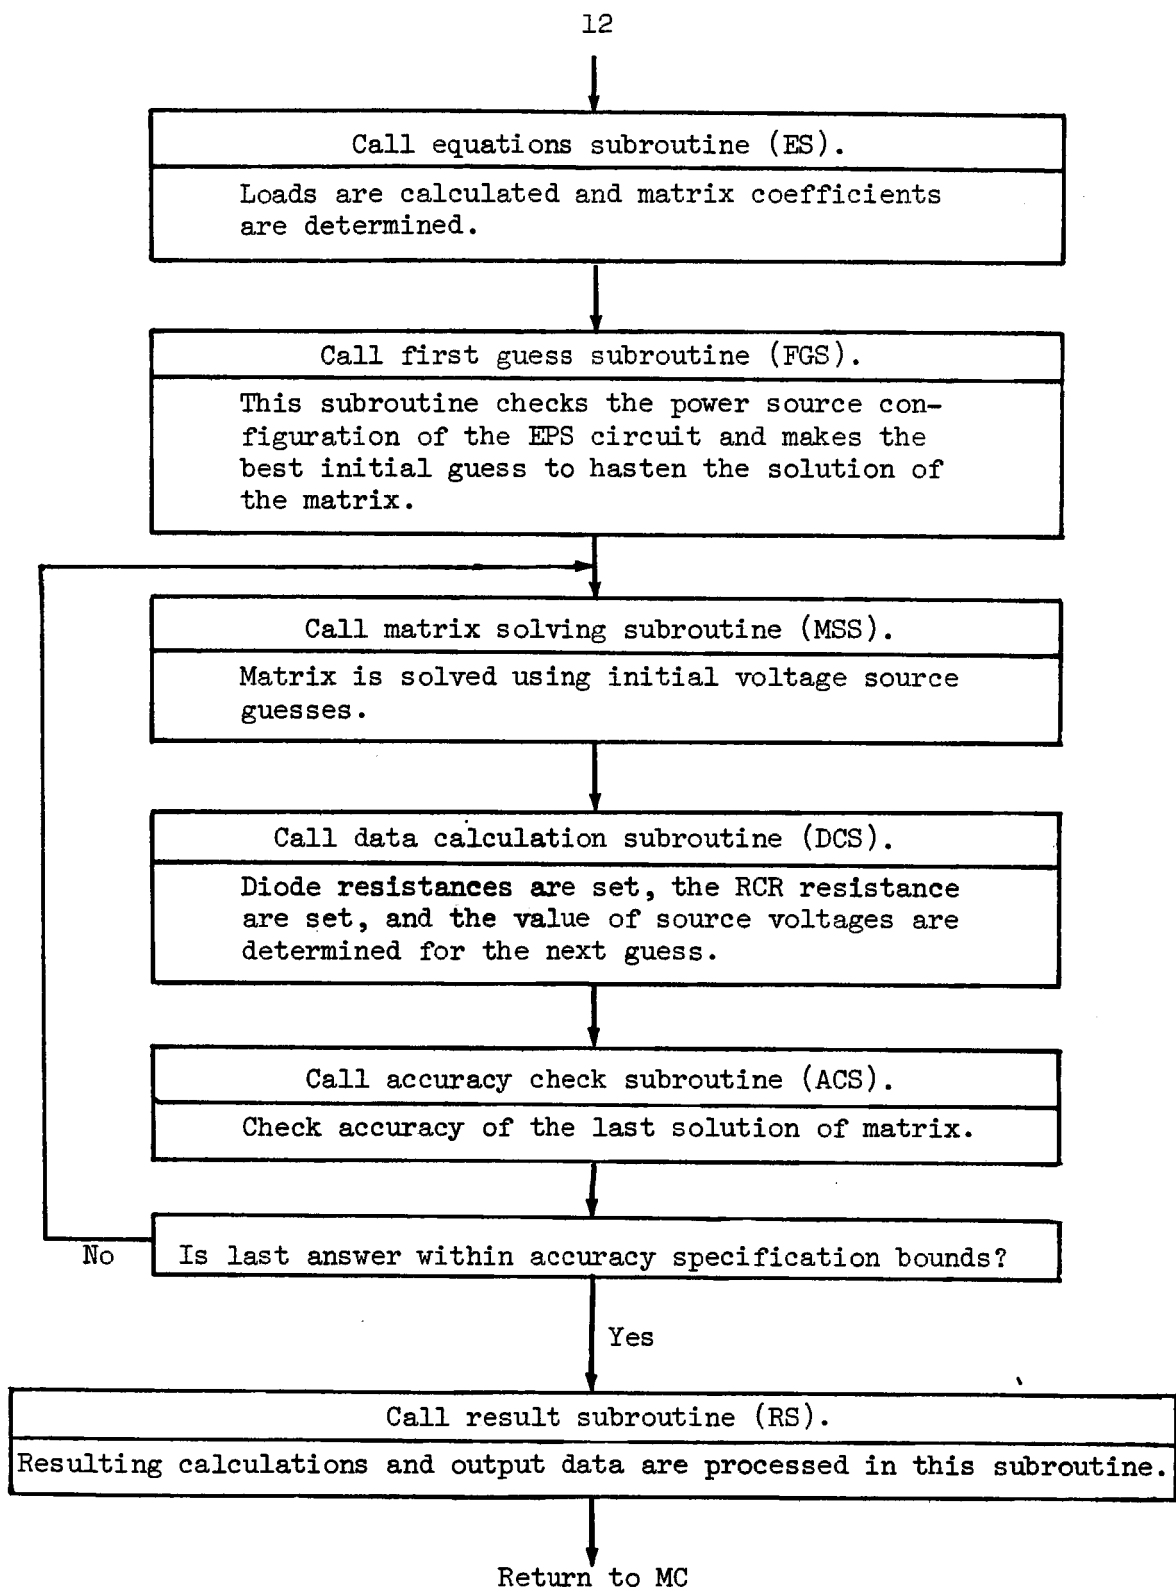 12
Call equations subroutine (ES).
Loads are calculated and matrix coefficients
are determined.
Call first guess subroutine (FGS).
This subroutine checks the power source con-
figuration of the EPS circuit and makes the
best initial guess to hasten the solution of
the matrix.
Call matrix solving subroutine (MSS).
Matrix is solved using initial voltage source
guesses.
Call data calculation subroutine (DCS).
Diode resistances are set, the RCR resistance
are set, and the value of source voltages are
determined for the next guess.
Call accuracy check subroutine (ACS).
Check accuracy of the last solution of matrix.
No
Is last answer within accuracy specification bounds?
Yes
Call result subroutine (RS).
Resulting calculations and output data are processed in this subroutine.
Return to MC